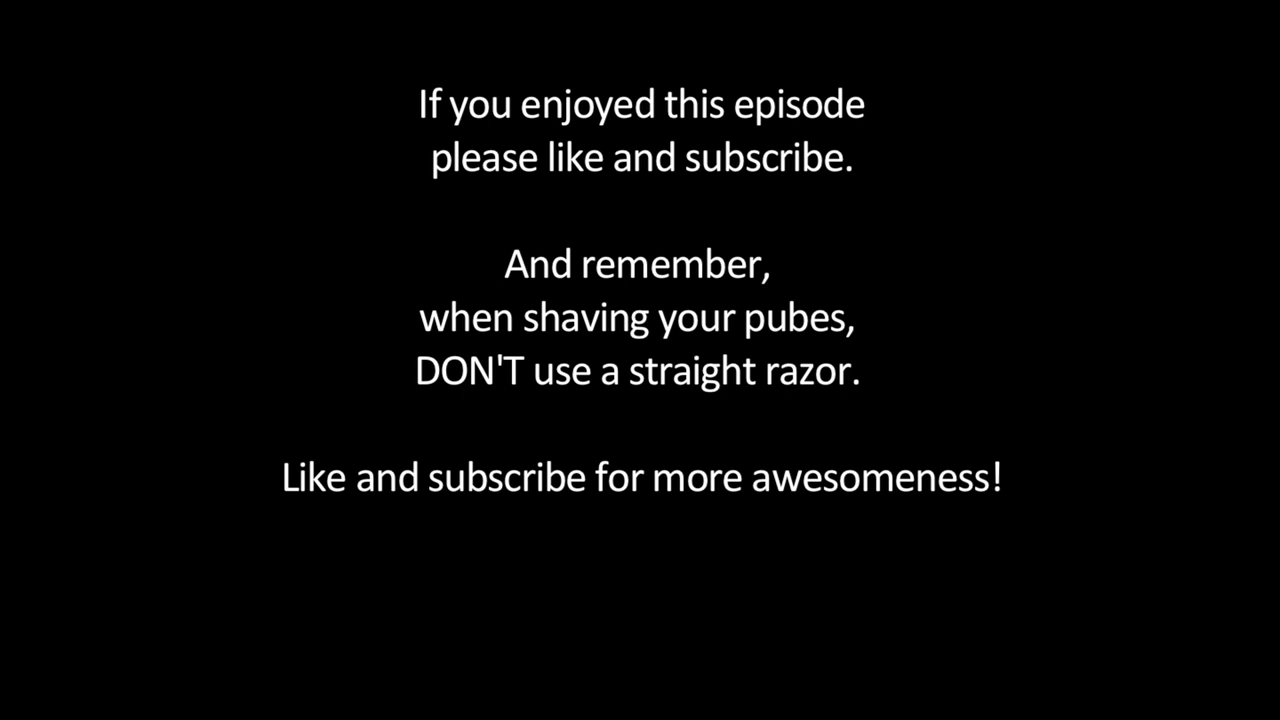 If you enjoyed this episode
please like and subscribe.
And remember,
when shaving your pubes,
DON'T use a straight razor.
Like and subscribe for more awesomeness!